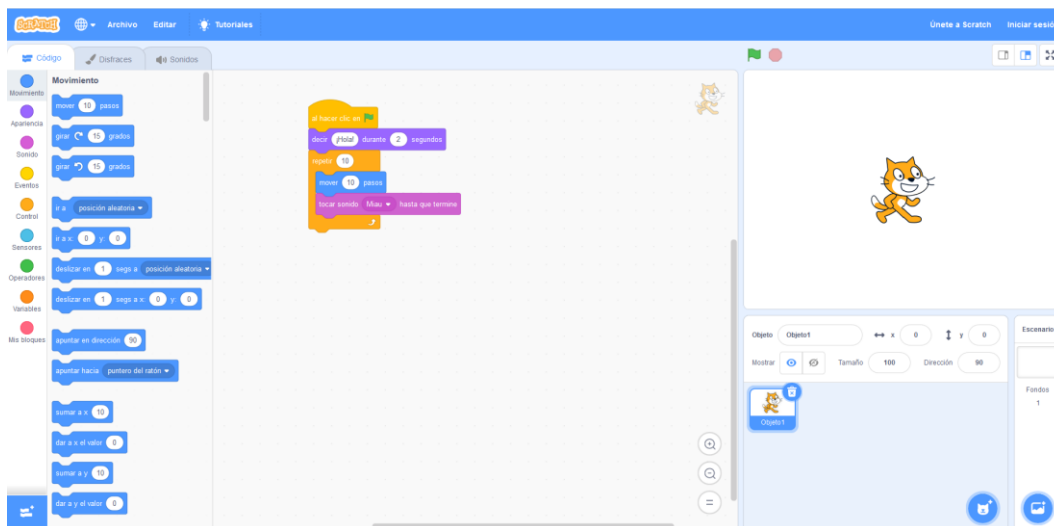 SCRATCH Archivo Editar Tutoriales Únete a Scratch Iniciar sesió
Código Disfraces Sonidos
Movimiento
Apariencia
Sonido
Eventos
Control
Sensores
Operadores
Variables
Mis bloques
Movimiento
mover 10 pasos
girar 15 grados
girar 15 grados
ir a posición aleatoria
ir a x: 0 y: 0
deslizar en 1 segs a posición aleatoria
deslizar en 1 segs a x: 0 y: 0
apuntar en dirección 90
apuntar hacia puntero del ratón
sumar a x 10
dar a x el valor 0
sumar a y 10
dar a y el valor 0
al hacer clic en
decir ¡Hola! durante 2 segundos
repetir 10
mover 10 pasos
tocar sonido Miau hasta que termine
Objeto Objeto1 x 0 y 0
Mostrar Tamaño 100 Dirección 90
Objeto1
Escenario
Fondos
1